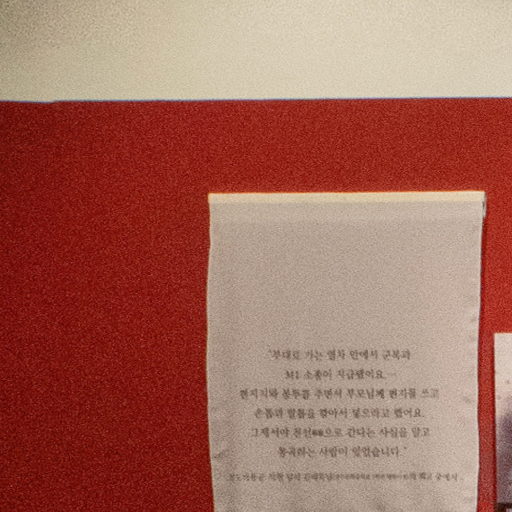 "부대로 가는 열차 안에서 군복과
M1 소총이 지급됐어요.…
편지지와 봉투를 주면서 부모님께 편지를 쓰고
손톱과 발톱을 깎아서 넣으라고 했어요.
그제서야 전선으로 간다는 사실을 알고
통곡하는 사람이 있었습니다."